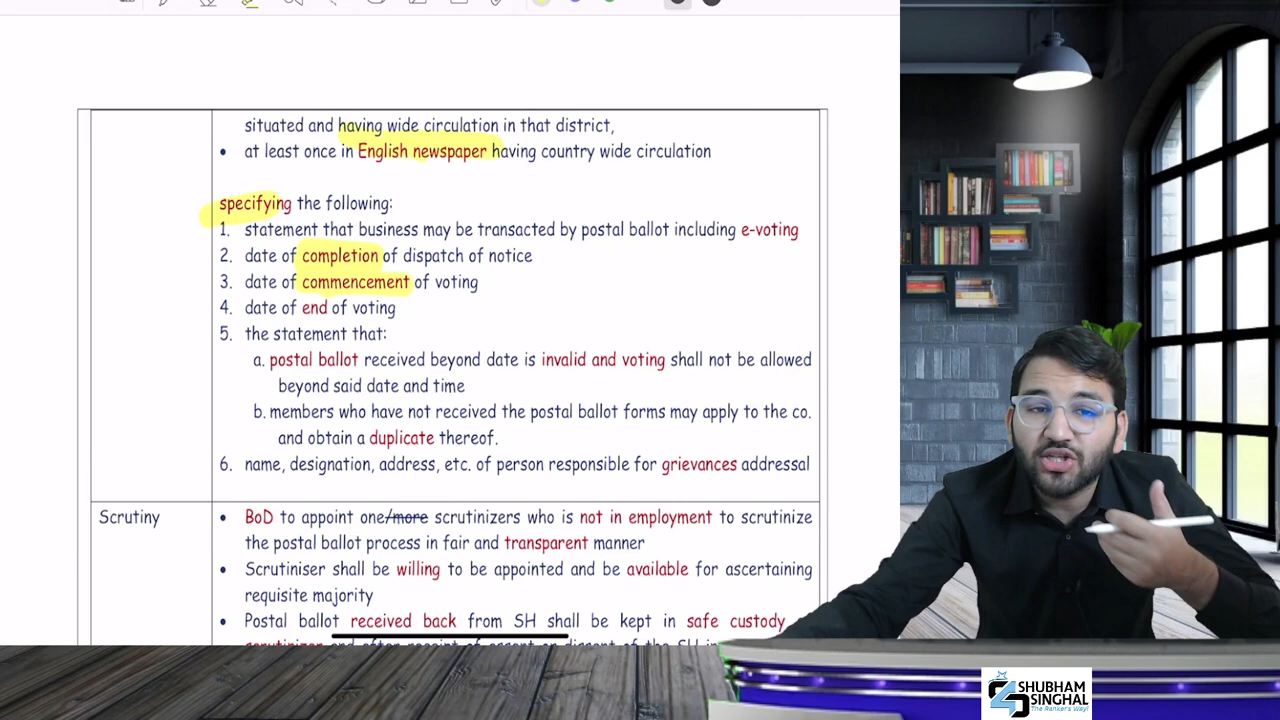 situated and having wide circulation in that district,
• at least once in English newspaper having country wide circulation
specifying the following:
1. statement that business may be transacted by postal ballot including e-voting
2. date of completion of dispatch of notice
3. date of commencement of voting
4. date of end of voting
5. the statement that:
a. postal ballot received beyond date is invalid and voting shall not be allowed
beyond said date and time
b. members who have not received the postal ballot forms may apply to the co.
and obtain a duplicate thereof.
6. name, designation, address, etc. of person responsible for grievances addressal
Scrutiny
• BoD to appoint one/more scrutinizers who is not in employment to scrutinize
the postal ballot process in fair and transparent manner
• Scrutiniser shall be willing to be appointed and be available for ascertaining
requisite majority
• Postal ballot received back from SH shall be kept in safe custody
SHUBHAM
SINGHAL
The Ranker's Way!